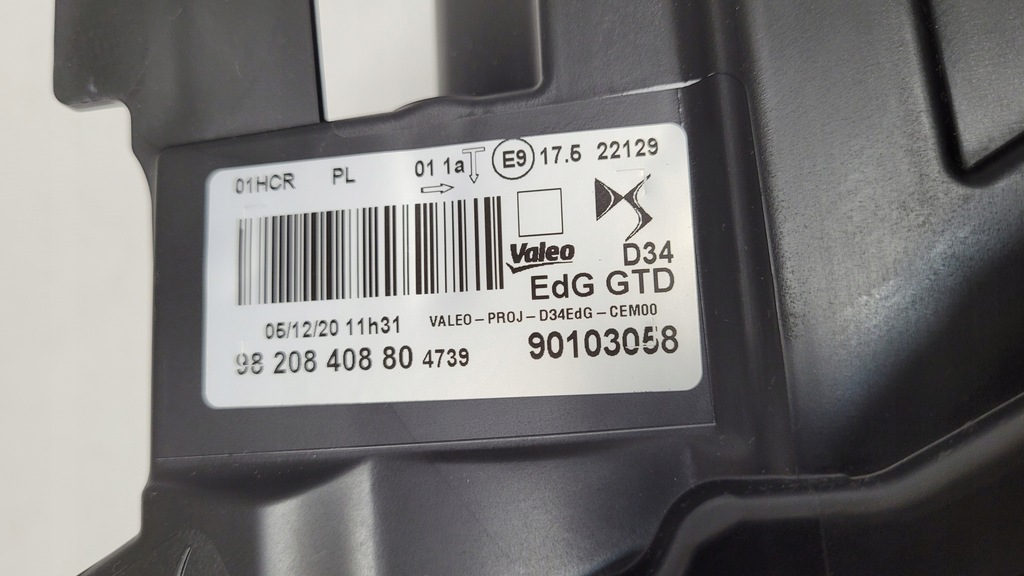 01HCR PL 01 1a E9 17.5 22129
Valeo
D34
EdG GTD
05/12/20 11h31 VALEO-PROJ-D34EdG-CEM00
98 208 408 80 4739 90103058